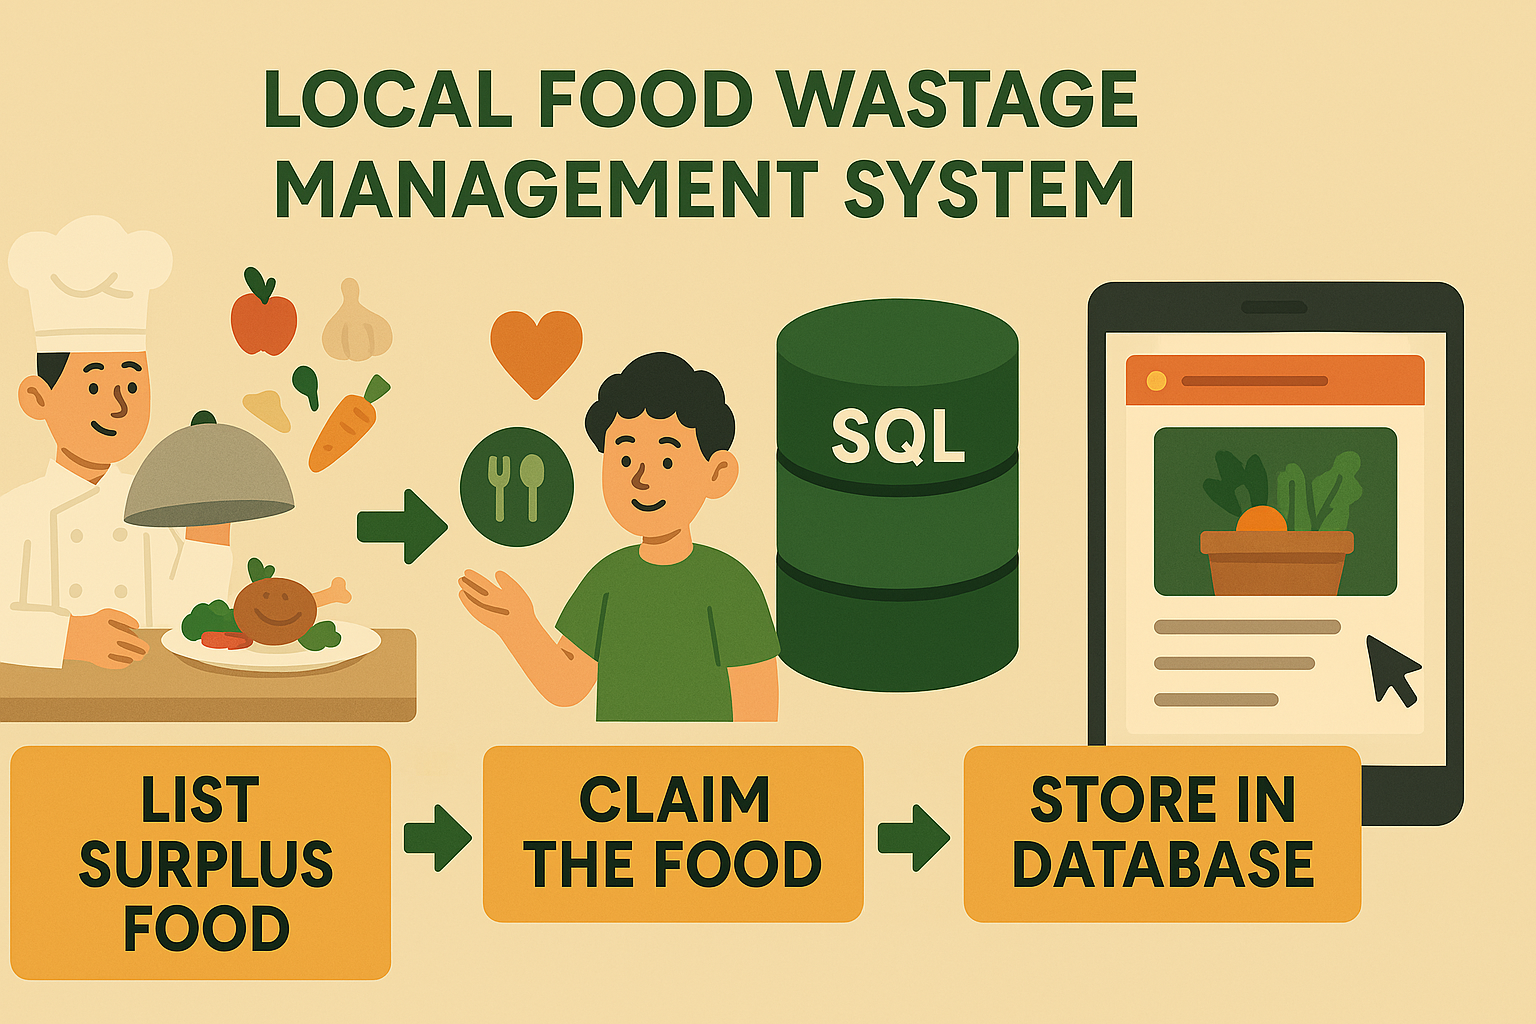 LOCAL FOOD WASTAGE
MANAGEMENT SYSTEM
SQL
LIST
SURPLUS
FOOD
CLAIM
THE FOOD
STORE IN
DATABASE